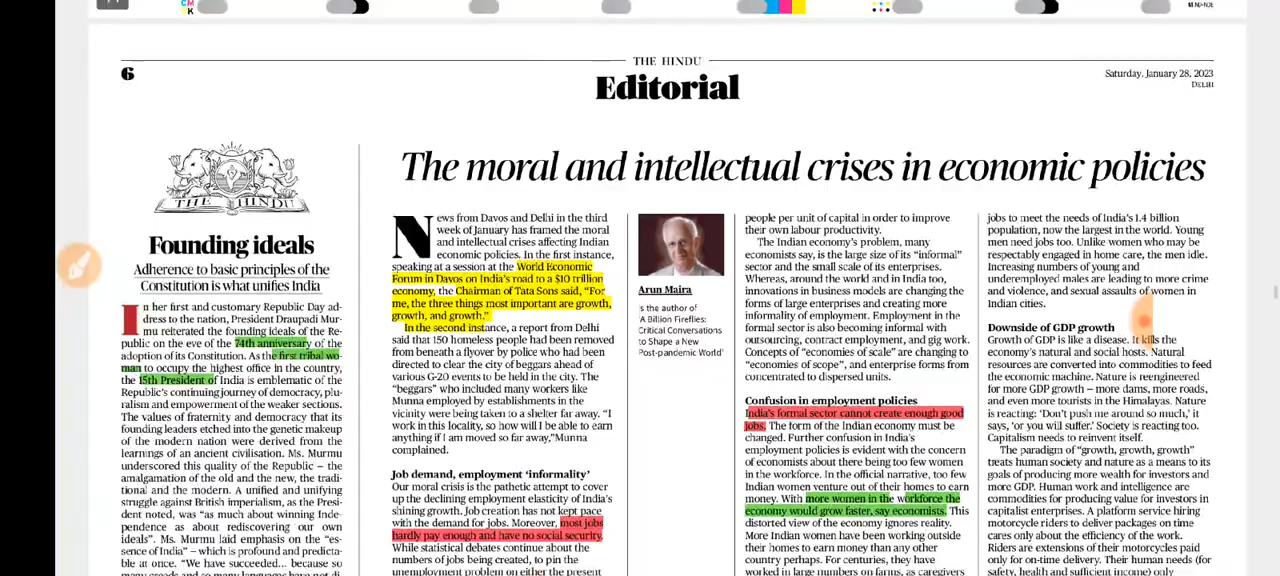 THE HINDU
6
Editorial
Saturday, January 28, 2023
DELHI
THE HINDU
Founding ideals
Adherence to basic principles of the
Constitution is what unifies India
In her first and customary Republic Day ad-
dress to the nation, President Draupadi Mur-
mu reiterated the founding ideals of the Re-
public on the eve of the 74th anniversary of the
adoption of its Constitution. As the first tribal wo-
man to occupy the highest office in the country,
the 15th President of India is emblematic of the
Republic's continuing journey of democracy, plu-
ralism and empowerment of the weaker sections.
The values of fraternity and democracy that its
founding leaders etched into the genetic makeup
of the modern nation were derived from the
learnings of an ancient civilisation. Ms. Murmu
underscored this quality of the Republic – the
amalgamation of the old and the new, the tradi-
tional and the modern. A unified and unifying
struggle against British imperialism, as the Presi-
dent noted, was "as much about winning Inde-
pendence as about rediscovering our own
ideals". Ms. Murmu laid emphasis on the "es-
sence of India" – which is profound and predicta-
ble at once. "We have succeeded... because so
many creeds and so many languages have not di-
The moral and intellectual crises in economic policies
News from Davos and Delhi in the third
week of January has framed the moral
and intellectual crises affecting Indian
economic policies. In the first instance,
speaking at a session at the World Economic
Forum in Davos on India's road to a $10 trillion
economy, the Chairman of Tata Sons said, "For
me, the three things most important are growth,
growth, and growth."
In the second instance, a report from Delhi
said that 150 homeless people had been removed
from beneath a flyover by police who had been
directed to clear the city of beggars ahead of
various G-20 events to be held in the city. The
"beggars" who included many workers like
Munna employed by establishments in the
vicinity were being taken to a shelter far away. "I
work in this locality, so how will I be able to earn
anything if I am moved so far away,"Munna
complained.
Job demand, employment 'informality'
Our moral crisis is the pathetic attempt to cover
up the declining employment elasticity of India's
shining growth. Job creation has not kept pace
with the demand for jobs. Moreover, most jobs
hardly pay enough and have no social security.
While statistical debates continue about the
numbers of jobs being created, to pin the
unemployment problem on either the present
Arun Maira
is the author of
'A Billion Fireflies:
Critical Conversations
to Shape a New
Post-pandemic World'
people per unit of capital in order to improve
their own labour productivity.
The Indian economy's problem, many
economists say, is the large size of its "informal"
sector and the small scale of its enterprises.
Whereas, around the world and in India too,
innovations in business models are changing the
forms of large enterprises and creating more
informality of employment. Employment in the
formal sector is also becoming informal with
outsourcing, contract employment, and gig work.
Concepts of "economies of scale" are changing to
"economies of scope", and enterprise forms from
concentrated to dispersed units.
Confusion in employment policies
India's formal sector cannot create enough good
jobs. The form of the Indian economy must be
changed. Further confusion in India's
employment policies is evident with the concern
of economists about there being too few women
in the workforce. In the official narrative, too few
Indian women venture out of their homes to earn
money. With more women in the workforce the
economy would grow faster, say economists. This
distorted view of the economy ignores reality.
More Indian women have been working outside
their homes to earn money than any other
country perhaps. For centuries, they have
worked in large numbers on farms, as caregivers
jobs to meet the needs of India's 1.4 billion
population, now the largest in the world. Young
men need jobs too. Unlike women who may be
respectably engaged in home care, the men idle.
Increasing numbers of young and
underemployed males are leading to more crime
and violence, and sexual assaults of women in
Indian cities.
Downside of GDP growth
Growth of GDP is like a disease. It kills the
economy's natural and social hosts. Natural
resources are converted into commodities to feed
the economic machine. Nature is reengineered
for more GDP growth – more dams, more roads,
and even more tourists in the Himalayas. Nature
is reacting: 'Don't push me around so much,' it
says, 'or you will suffer.' Society is reacting too.
Capitalism needs to reinvent itself.
The paradigm of "growth, growth, growth"
treats human society and nature as a means to its
goals of producing more wealth for investors and
more GDP. Human work and intelligence are
commodities for producing value for investors in
capitalist enterprises. A platform service hiring
motorcycle riders to deliver packages on time
cares only about the efficiency of the work.
Riders are extensions of their motorcycles paid
only for on-time delivery. Their human needs (for
safety, health and sufficient income) only